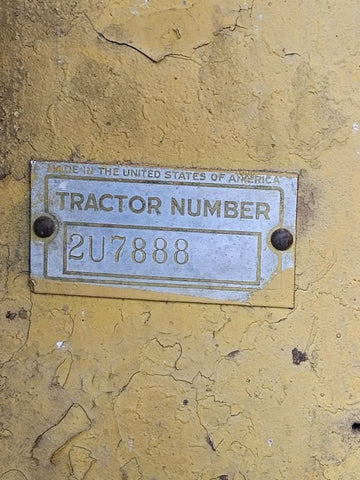 MADE IN THE UNITED STATES OF AMERICA
TRACTOR NUMBER
2U7888